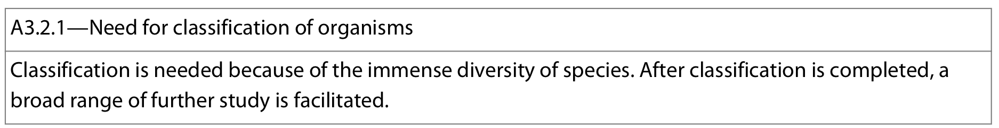 A3.2.1—Need for classification of organisms
Classification is needed because of the immense diversity of species. After classification is completed, a
broad range of further study is facilitated.